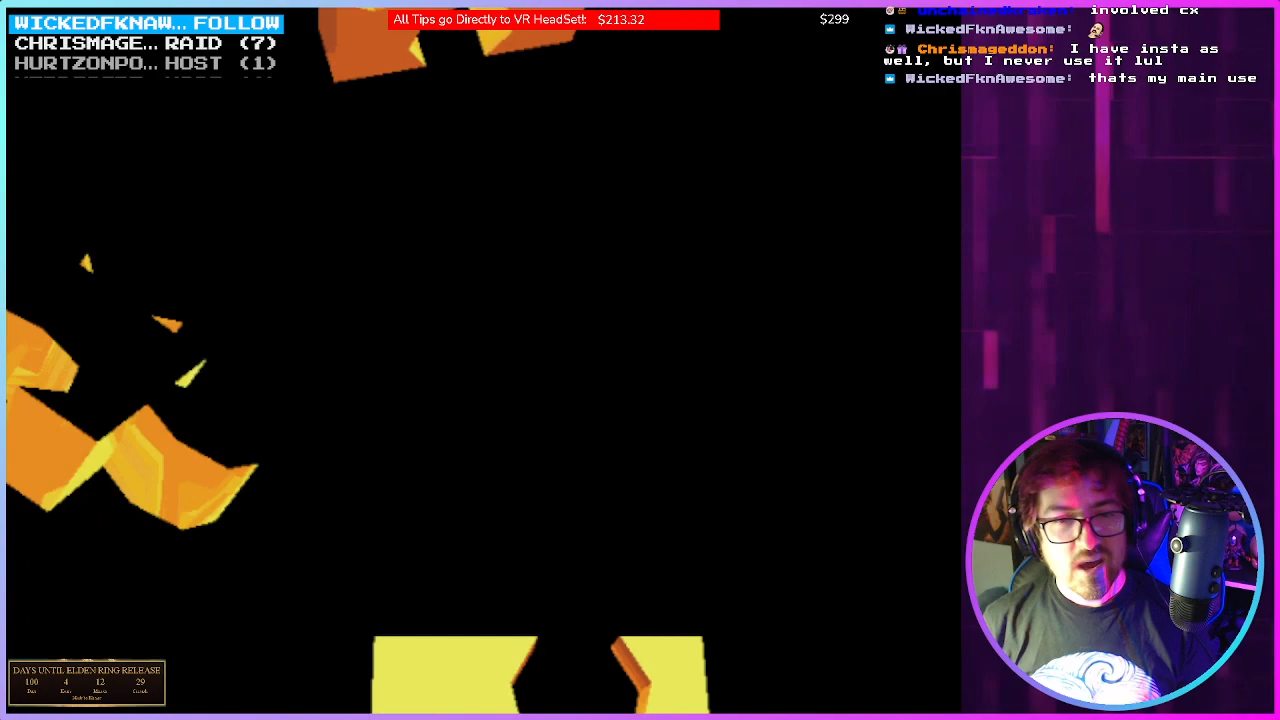 WICKEDFKNAW... FOLLOW
CHRISMAGE... RAID (7)
HURTZONPO... HOST (1)
All Tips go Directly to VR HeadSet! $213.32 $299
unchainedkraken: involved cx
WickedFknAwesome:
Chrismageddon: I have insta as
well, but I never use it lul
WickedFknAwesome: thats my main use
DAYS UNTIL ELDEN RING RELEASE
100 4 12 29